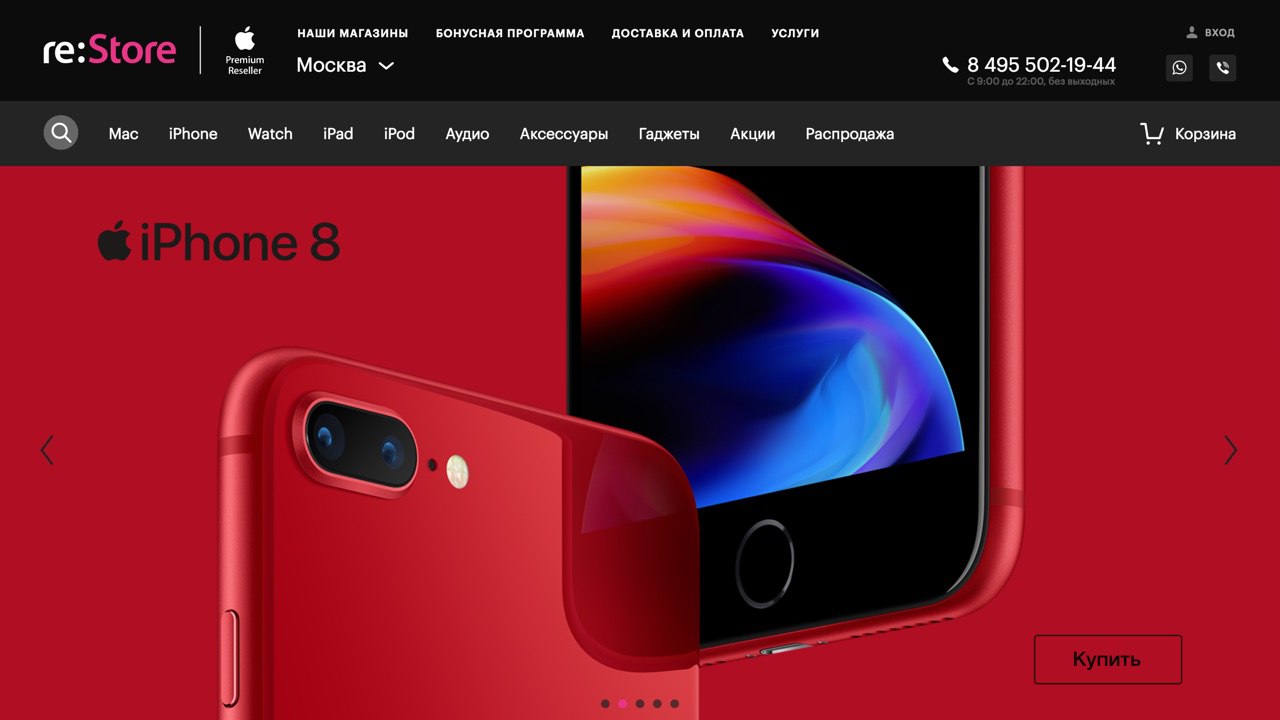 re:Store
Premium
Reseller
НАШИ МАГАЗИНЫ БОНУСНАЯ ПРОГРАММА ДОСТАВКА И ОПЛАТА УСЛУГИ
Москва
ВХОД
8 495 502-19-44
С 9:00 до 22:00, без выходных
Mac iPhone Watch iPad iPod Аудио Аксессуары Гаджеты Акции Распродажа
Корзина
iPhone 8
Купить